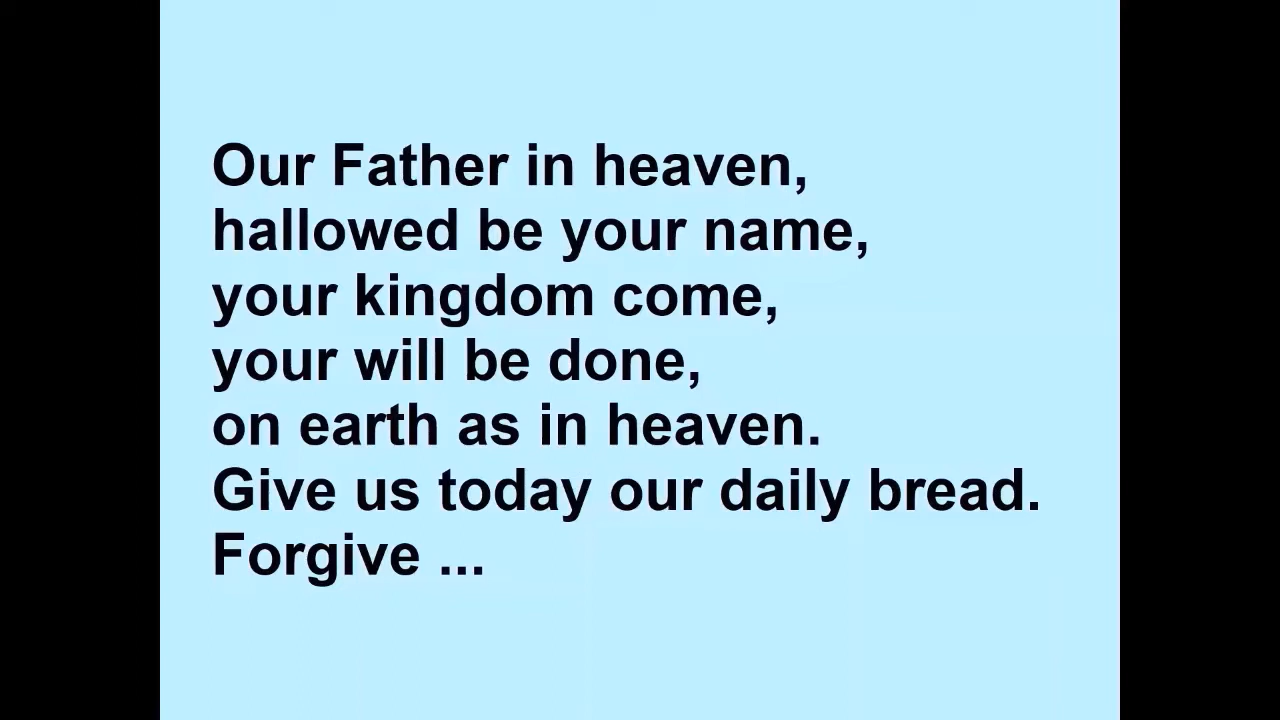 Our Father in heaven,
hallowed be your name,
your kingdom come,
your will be done,
on earth as in heaven.
Give us today our daily bread.
Forgive ...